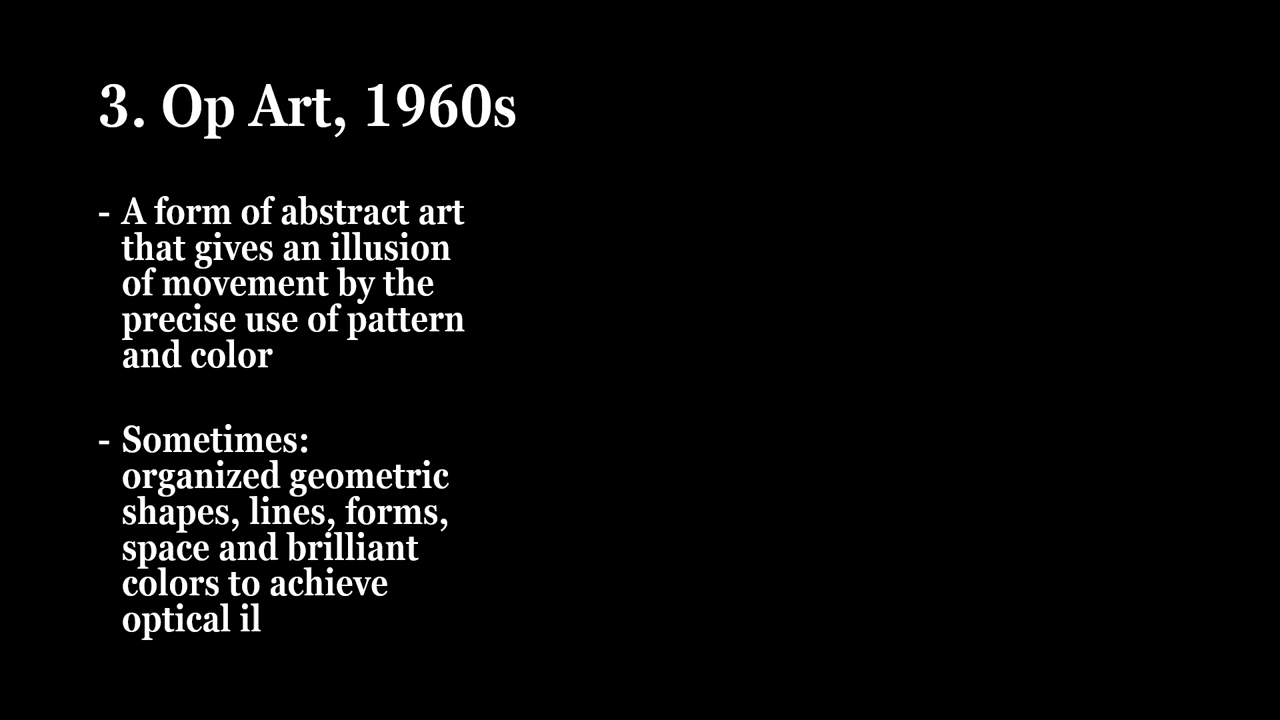 3. Op Art, 1960s
- A form of abstract art
that gives an illusion
of movement by the
precise use of pattern
and color
- Sometimes:
organized geometric
shapes, lines, forms,
space and brilliant
colors to achieve
optical il